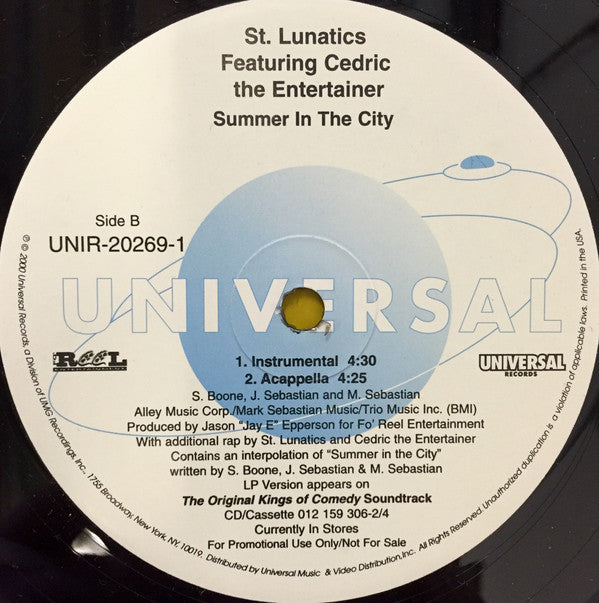 St. Lunatics
Featuring Cedric
the Entertainer
Summer In The City
Side B
UNIR-20269-1
UNIVERSAL
REEL
UNIVERSAL
RECORDS
1. Instrumental 4:30
2. Acappella 4:25
S. Boone, J. Sebastian and M. Sebastian
Alley Music Corp./Mark Sebastian Music/Trio Music Inc. (BMI)
Produced by Jason "Jay E" Epperson for Fo' Reel Entertainment
With additional rap by St. Lunatics and Cedric the Entertainer
Contains an interpolation of "Summer in the City"
written by S. Boone, J. Sebastian & M. Sebastian
LP Version appears on
The Original Kings of Comedy Soundtrack
CD/Cassette 012 159 306-2/4
Currently In Stores
For Promotional Use Only/Not For Sale
℗ © 2000 Universal Records, a Division of UMG Recordings, Inc., 1755 Broadway, New York, NY, 10019. Distributed by Universal Music & Video Distribution, Inc. All Rights Reserved. Unauthorized duplication is a violation of applicable laws. Printed in the USA.